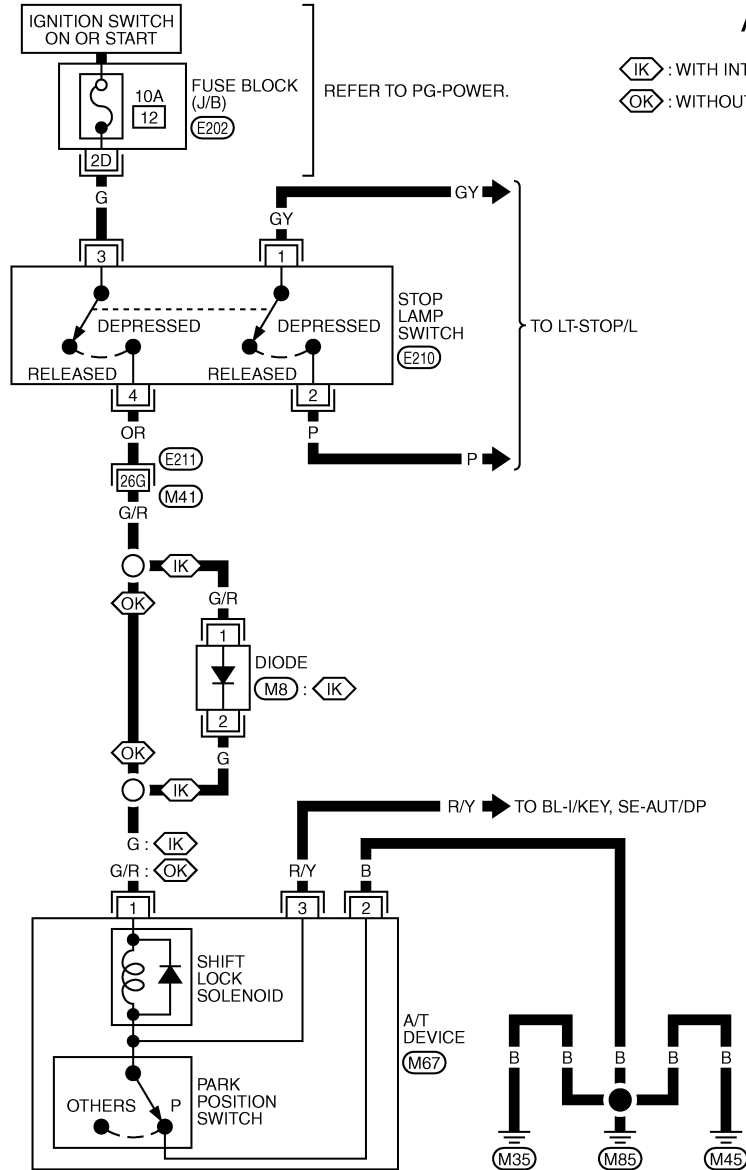 IGNITION SWITCH
ON OR START
FUSE BLOCK
(J/B)
E202
10A
12
REFER TO PG-POWER.
IK : WITH
OK :
2D
G
GY
GY
3
1
DEPRESSED
DEPRESSED
RELEASED
RELEASED
STOP
LAMP
SWITCH
E210
TO LT-STOP/L
4
2
OR
P
P
E211
26G
M41
G/R
IK
OK
G/R
1
DIODE
M8 : IK
2
OK
G
IK
R/Y
TO BL-I/KEY, SE-AUT/DP
G : IK
G/R : OK
R/Y
B
1
3
2
SHIFT
LOCK
SOLENOID
A/T
DEVICE
M67
PARK
POSITION
SWITCH
OTHERS
P
B
B
B
B
B
M35
M85
M45